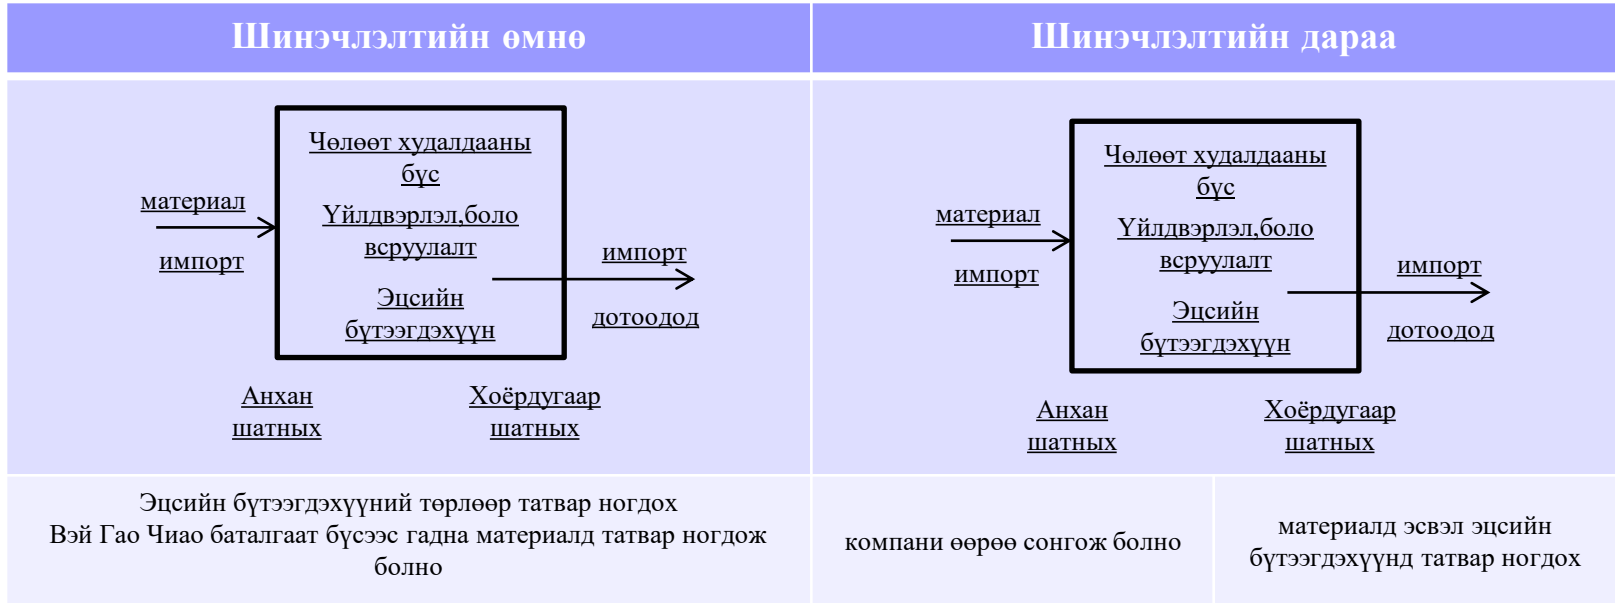 Шинэчлэлтийн өмнө
Шинэчлэлтийн дараа
Чөлөөт худалдааны
бүс
материал
Үйлдвэрлэл,боло
всруулалт
импорт
импорт
Эцсийн
бүтээгдэхүүн
дотоодод
Анхан
шатных
Хоёрдугаар
шатных
Чөлөөт худалдааны
бүс
материал
Үйлдвэрлэл,боло
всруулалт
импорт
импорт
Эцсийн
бүтээгдэхүүн
дотоодод
Анхан
шатных
Хоёрдугаар
шатных
Эцсийн бүтээгдэхүүний төрлөөр татвар ногдох
Вэй Гао Чиао баталгаат бүсээс гадна материалд татвар ногдож
болно
компани өөрөө сонгож болно
материалд эсвэл эцсийн
бүтээгдэхүүнд татвар ногдох